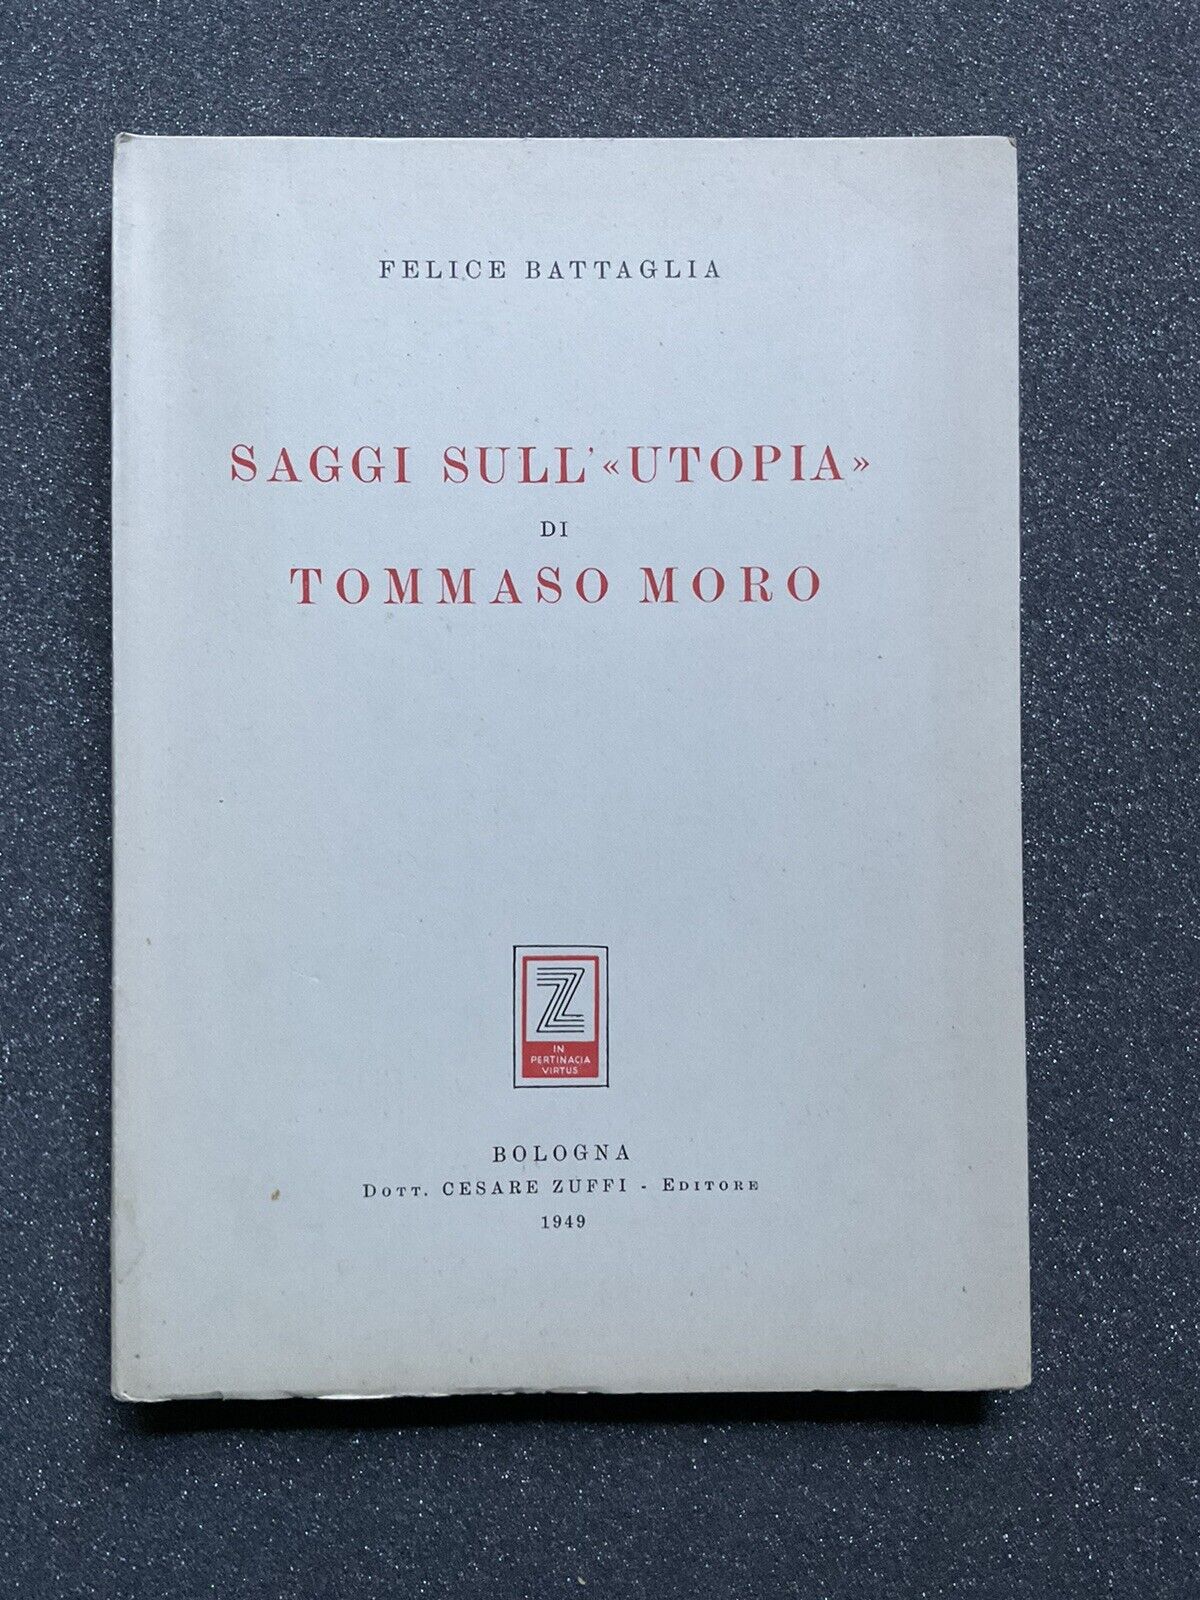 FELICE BATTAGLIA
SAGGI SULL'«UTOPIA»
DI
TOMMASO MORO
Z
IN
PERTINACIA
VIRTUS
BOLOGNA
DOTT. CESARE ZUFFI - EDITORE
1949